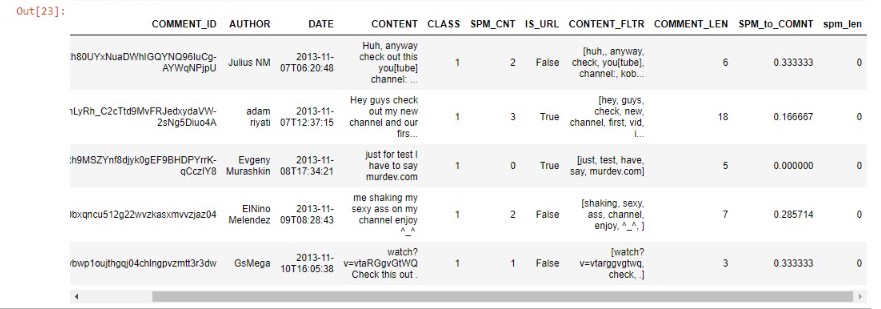 Out[23]:
COMMENT_ID AUTHOR DATE CONTENT CLASS SPM_CNT IS_URL CONTENT_FLTR COMMENT_LEN SPM_to_COMNT spm_len
Huh, anyway
check out this
you[tube]
channel: ...
h80UYxNuaDWhIGQYNQ96IuCg-
AYWqNPjpU
Julius NM
2013-11-
07T06:20:48
1 2 False
[huh,, anyway,
check, you[tube],
channel:, kob...
6 0.333333 0
LyRh_C2cTtd9MvFRJedxydaVW-
2sNg5Diuo4A
adam
riyati
2013-11-
07T12:37:15
Hey guys check
out my new
channel and our
firs...
1 3 True
[hey, guys,
check, new,
channel, first, vid,
i...
18 0.166667 0
h9MSZYnf8djyk0gEF9BHDPYrrK-
qCczIY8
Evgeny
Murashkin
2013-11-
08T17:34:21
just for test I
have to say
murdev.com
1 0 True
[just, test, have,
say, murdev.com]
5 0.000000 0
bxqncu512g22wvzkasxmvvzjaz04
ElNino
Melendez
2013-11-
09T08:28:43
me shaking my
sexy ass on my
channel enjoy
^_^
1 2 False
[shaking, sexy,
ass, channel,
enjoy, ^_^, ]
7 0.285714 0
bwp1oujthgqj04chlngpvzmtt3r3dw
GsMega
2013-11-
10T16:05:38
watch?
v=vtaRGgvGtWQ
Check this out .
1 1 False
[watch?
v=vtarggvgtwq,
check, .]
3 0.333333 0